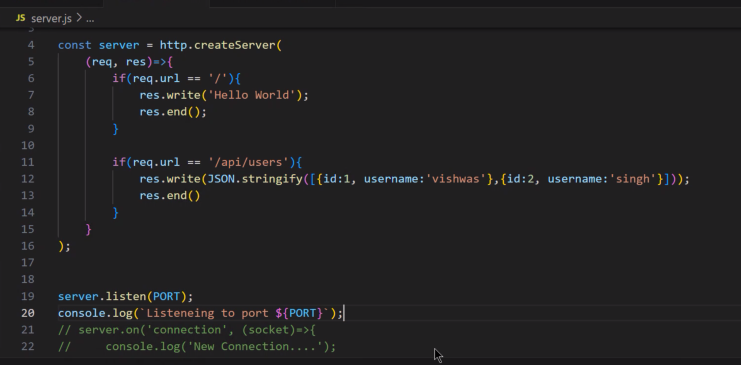 JS server.js > ...
3
4 const server = http.createServer(
5 (req, res)=>{
6 if(req.url == '/'){
7 res.write('Hello World');
8 res.end();
9 }
10
11 if(req.url == '/api/users'){
12 res.write(JSON.stringify([{id:1, username:'vishwas'},{id:2, username:'singh'}]));
13 res.end()
14 }
15 }
16 );
17
18
19 server.listen(PORT);
20 console.log(`Listeneing to port ${PORT}`);
21 // server.on('connection', (socket)=>{
22 // console.log('New Connection....');